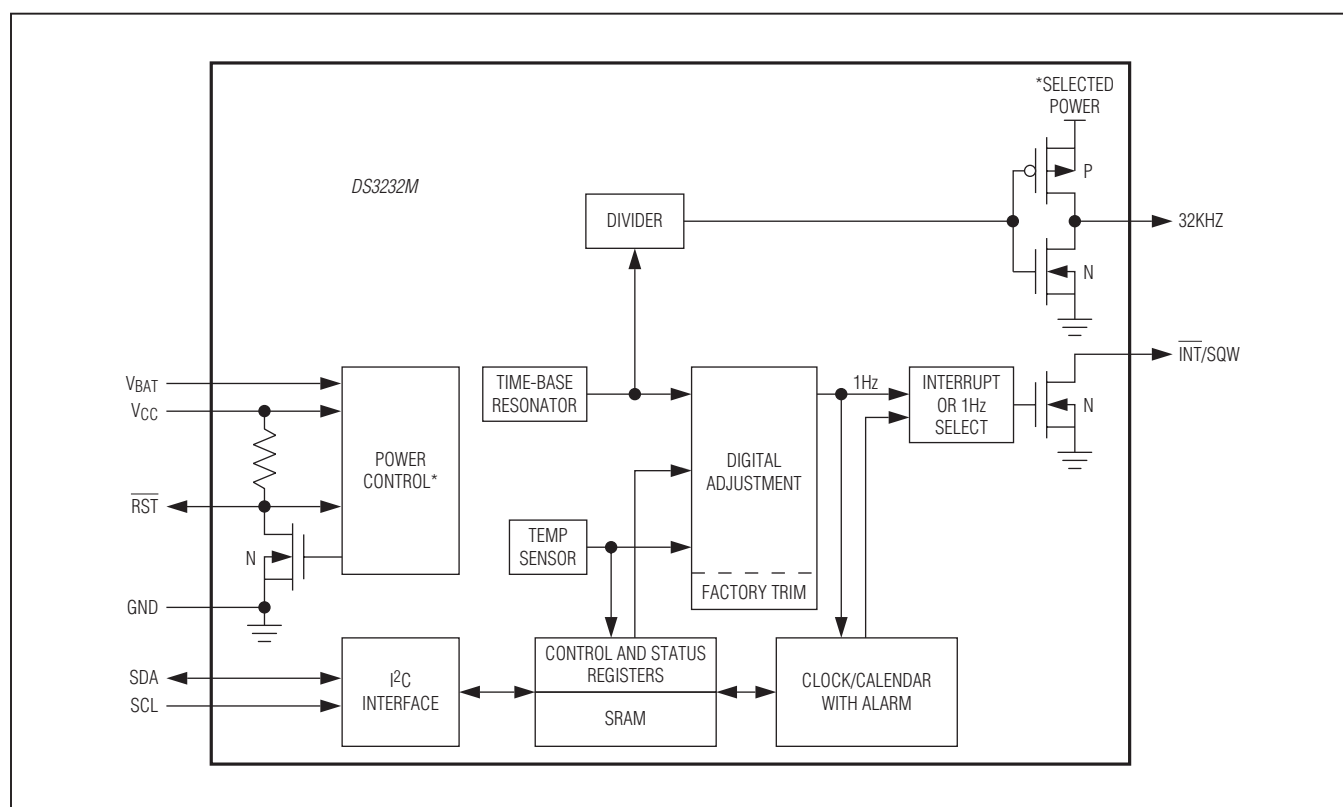 *SELECTED
POWER
P
DS3232M
DIVIDER
32KHZ
N
INT/SQW
VBAT
VCC
TIME-BASE
RESONATOR
1Hz
INTERRUPT
OR 1Hz
SELECT
N
POWER
CONTROL*
DIGITAL
ADJUSTMENT
RST
TEMP
SENSOR
N
FACTORY TRIM
GND
CONTROL AND STATUS
REGISTERS
SDA
SCL
I²C
INTERFACE
SRAM
CLOCK/CALENDAR
WITH ALARM